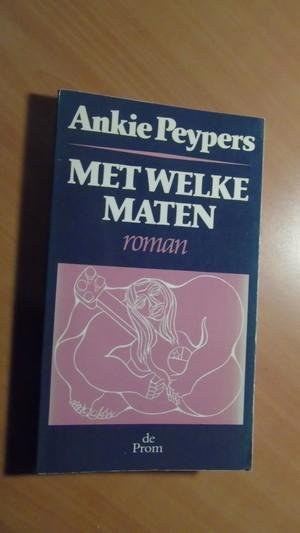 Ankie Peypers
MET WELKE
MATEN
roman
de
Prom